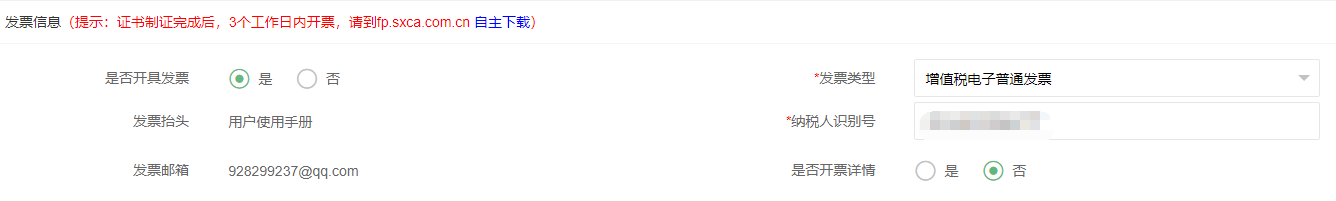 发票信息（提示：证书制证完成后，3个工作日内开票，请到fp.sxca.com.cn 自主下载）
是否开具发票 是 否 *发票类型 增值税电子普通发票
发票抬头 用户使用手册 *纳税人识别号
发票邮箱 928299237@qq.com 是否开票详情 是 否